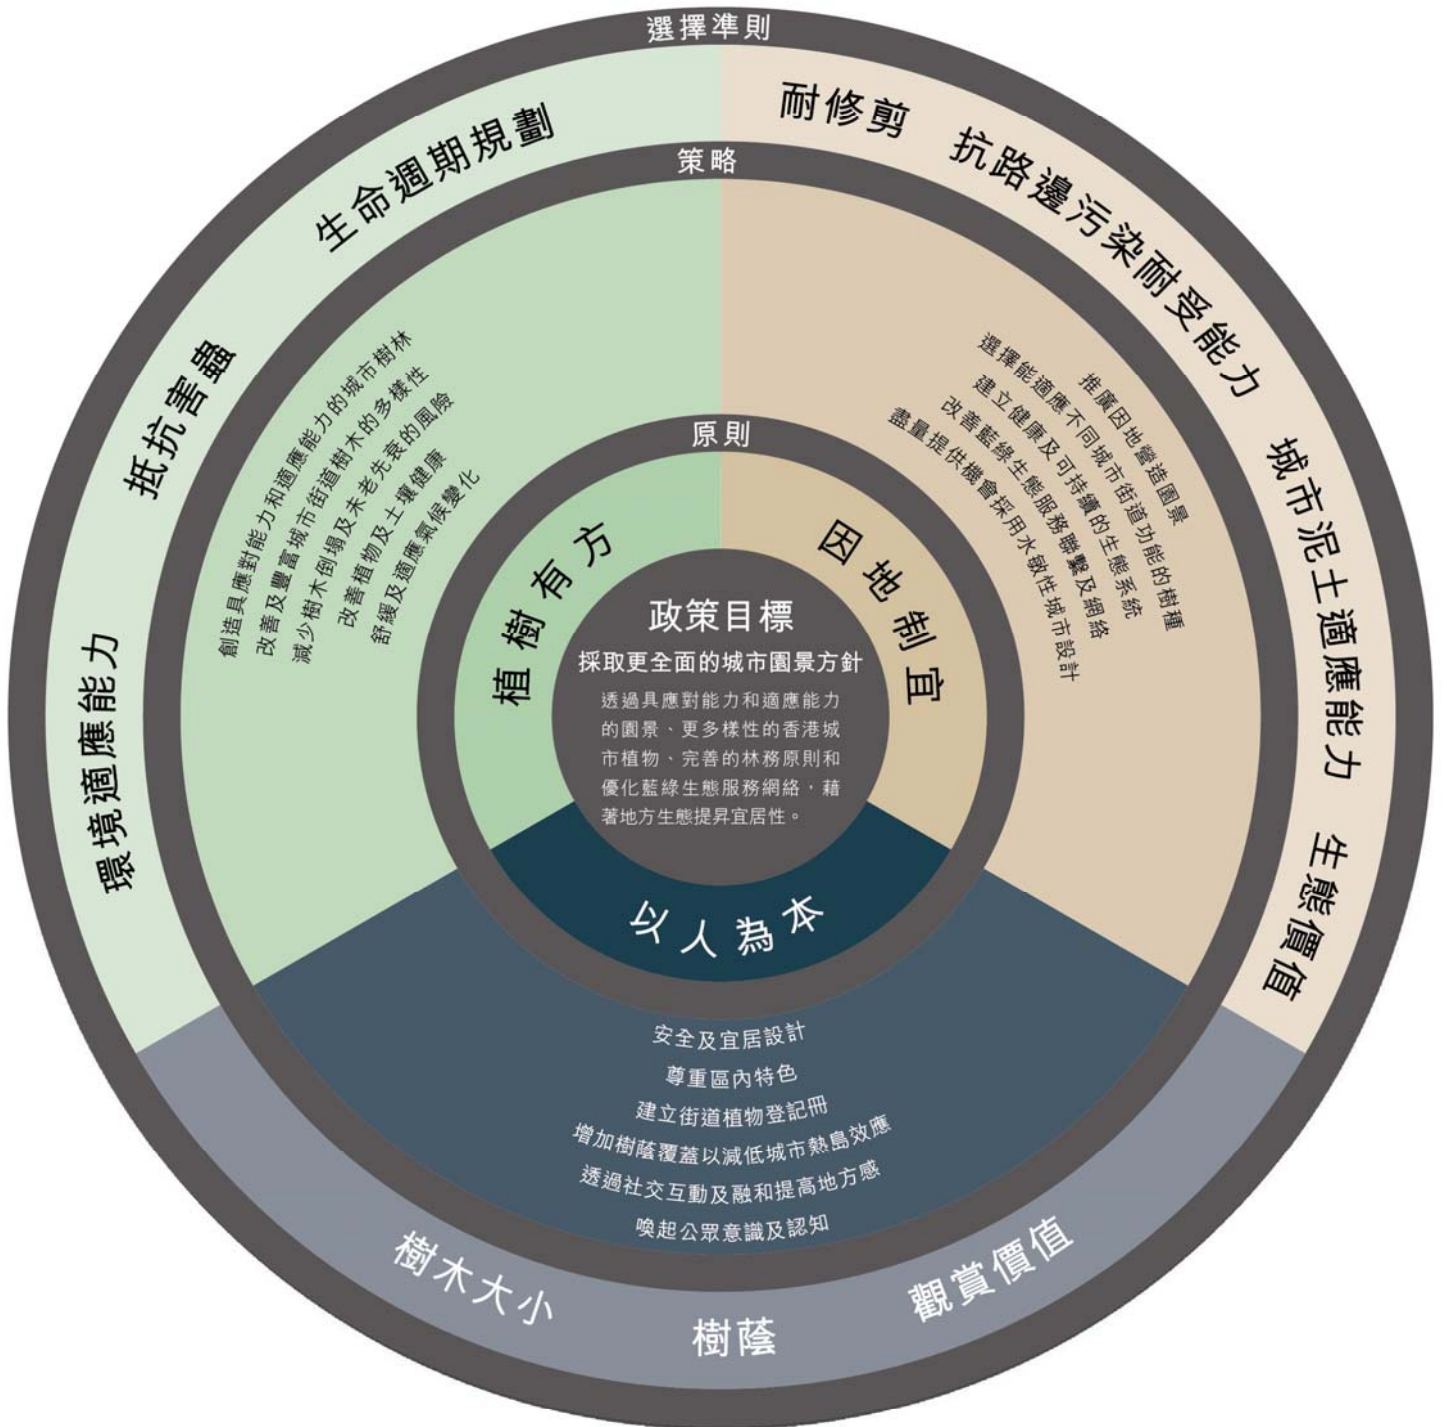 選擇準則
生命週期規劃
抵抗害蟲
環境適應能力
耐修剪
抗路邊污染耐受能力
城市泥土適應能力
生態價值
樹木大小
樹蔭
觀賞價值
策略
創造具應對能力和適應能力的城市樹林
改善及豐富城市街道樹木的多樣性
減少樹木倒塌及未老先衰的風險
改善植物及土壤健康
舒緩及適應氣候變化
推廣因地營造園景
選擇能適應不同城市街道功能的樹種
建立健康及可持續的生態系統
改善藍綠生態服務聯繫及網絡
盡量提供機會採用水敏性城市設計
安全及宜居設計
尊重區內特色
建立街道植物登記冊
增加樹蔭覆蓋以減低城市熱島效應
透過社交互動及融和提高地方感
喚起公眾意識及認知
原則
植樹有方
因地制宜
以人為本
政策目標
採取更全面的城市園景方針
透過具應對能力和適應能力
的園景、更多樣性的香港城
市植物、完善的林務原則和
優化藍綠生態服務網絡，藉
著地方生態提昇宜居性。